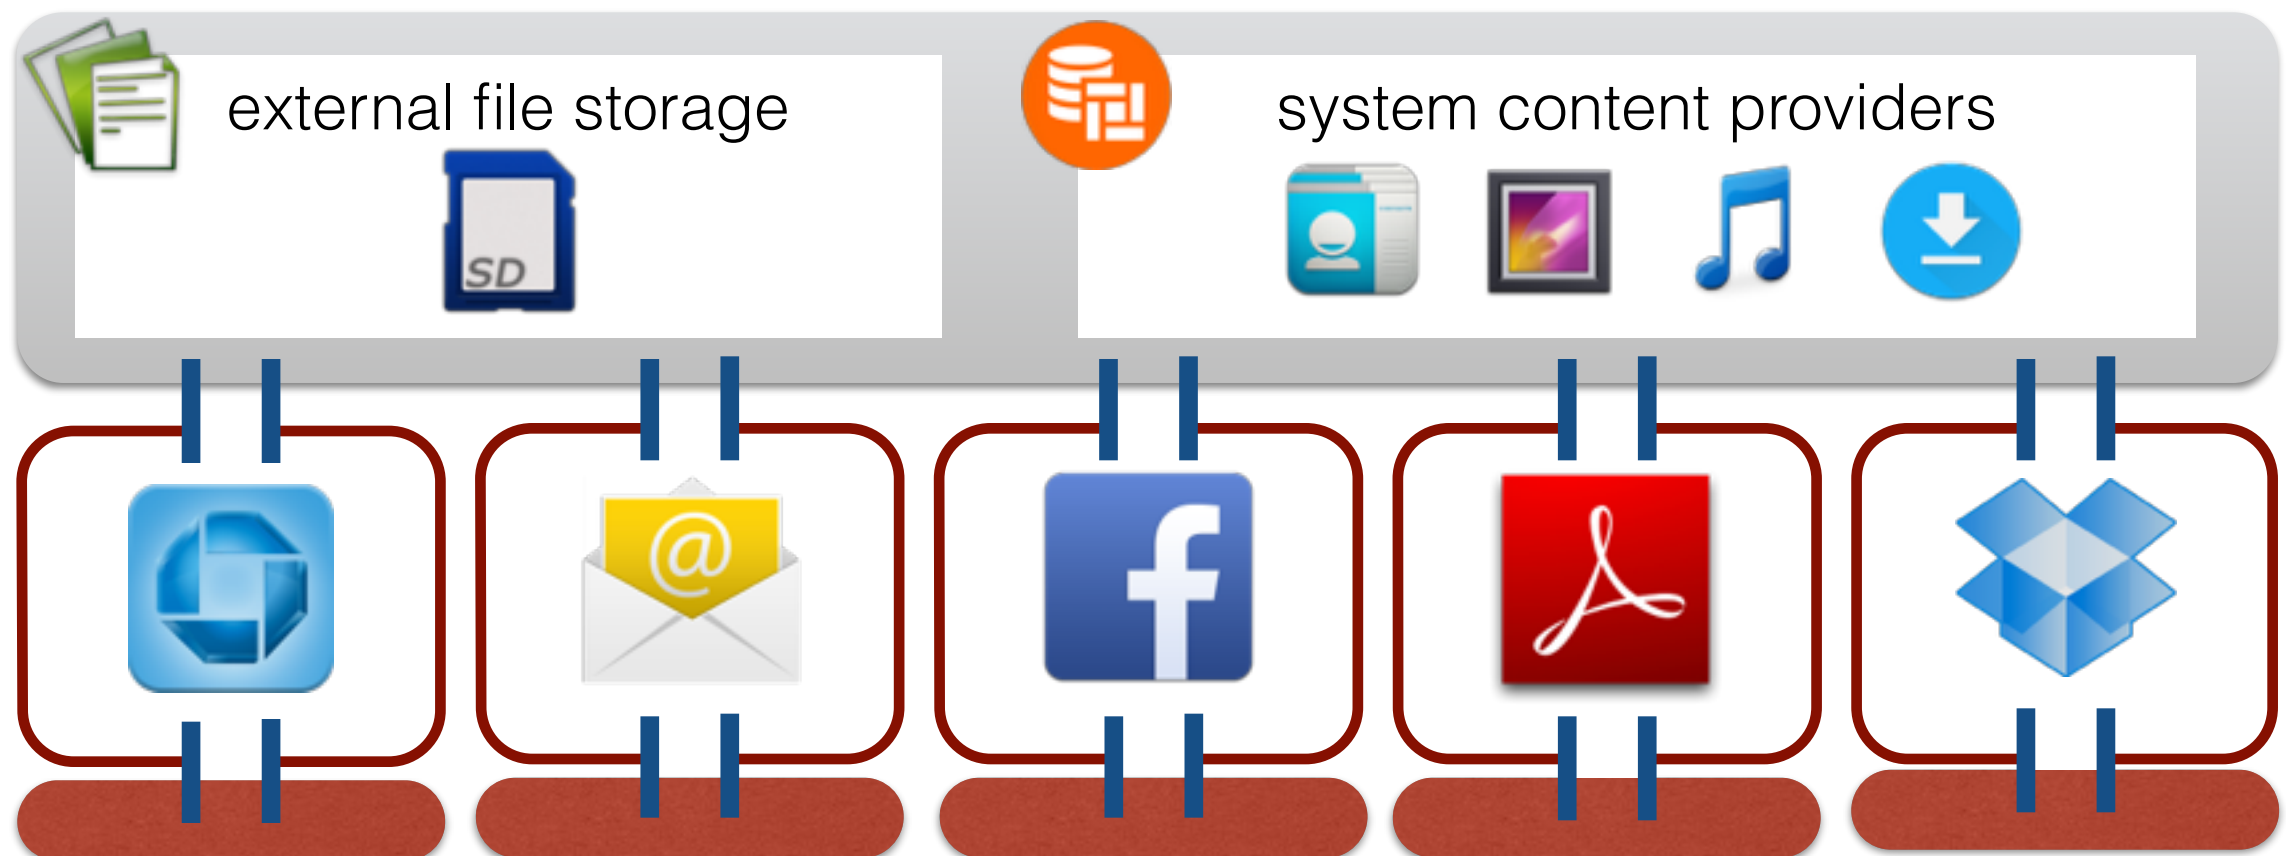 external file storage
system content providers
SD
@
f